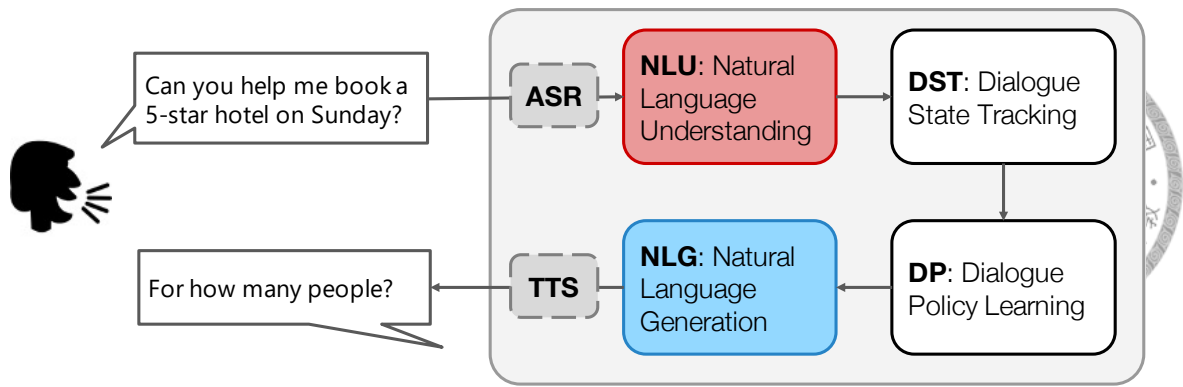 Can you help me book a
5-star hotel on Sunday?
ASR
NLU: Natural
Language
Understanding
DST: Dialogue
State Tracking
For how many people?
TTS
NLG: Natural
Language
Generation
DP: Dialogue
Policy Learning